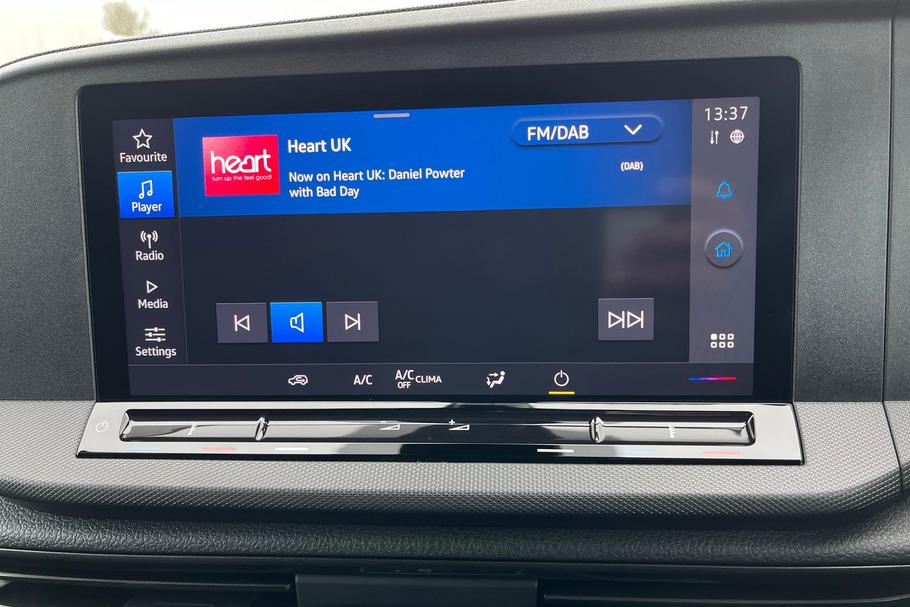 13:37
Favourite
heart
turn up the feel good!
Heart UK
FM/DAB
(DAB)
Now on Heart UK: Daniel Powter
with Bad Day
Player
Radio
Media
Settings
A/C
A/C
OFF
CLIMA